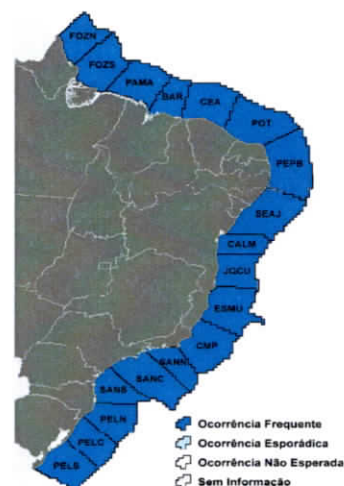 FOZN
FOZS
PAMA
BAR
CEA
POT
PEPB
SEAJ
CALM
JQCU
ESMU
CMP
SANN
SANC
SANS
PELN
PELC
PELS
Ocorrência Frequente
Ocorrência Esporádica
Ocorrência Não Esperada
Sem Informação